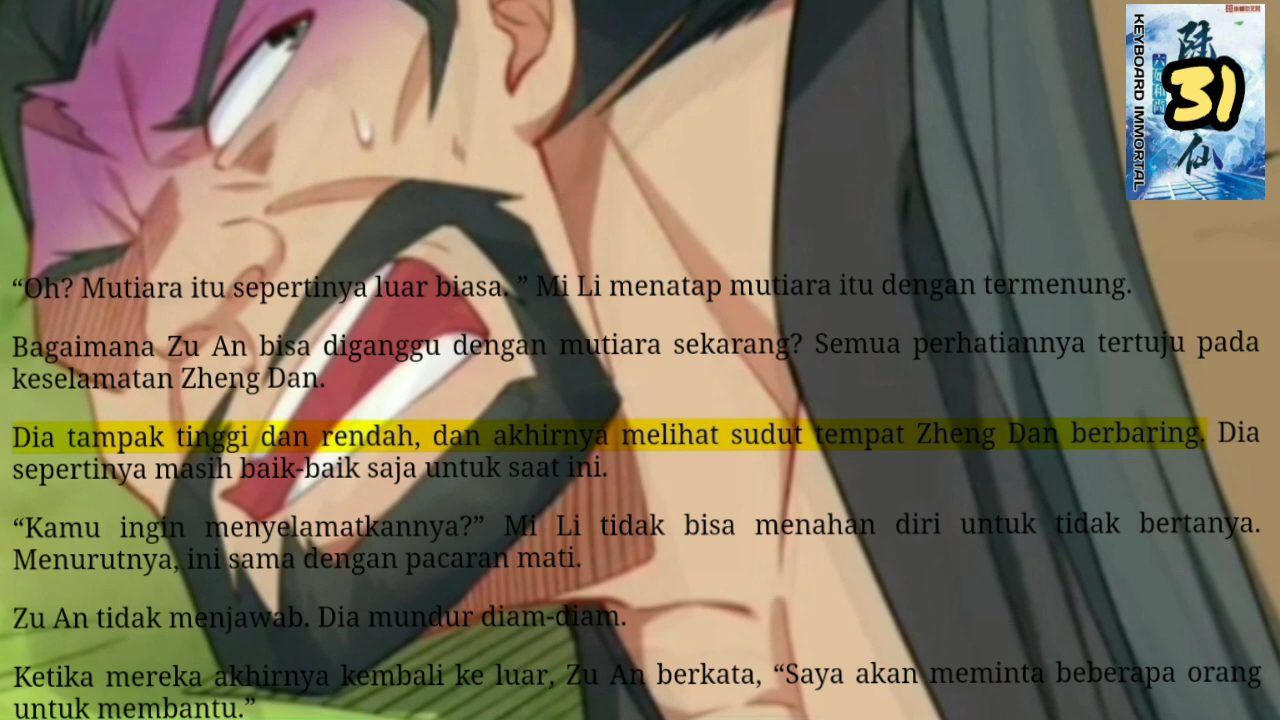 KEYBOARD IMMORTAL
31
仙
“Oh? Mutiara itu sepertinya luar biasa. ” Mi Li menatap mutiara itu dengan termenung.
Bagaimana Zu An bisa diganggu dengan mutiara sekarang? Semua perhatiannya tertuju pada
keselamatan Zheng Dan.
Dia tampak tinggi dan rendah, dan akhirnya melihat sudut tempat Zheng Dan berbaring. Dia
sepertinya masih baik-baik saja untuk saat ini.
“Kamu ingin menyelamatkannya?” Mi Li tidak bisa menahan diri untuk tidak bertanya.
Menurutnya, ini sama dengan pacaran mati.
Zu An tidak menjawab. Dia mundur diam-diam.
Ketika mereka akhirnya kembali ke luar, Zu An berkata, “Saya akan meminta beberapa orang
untuk membantu.”